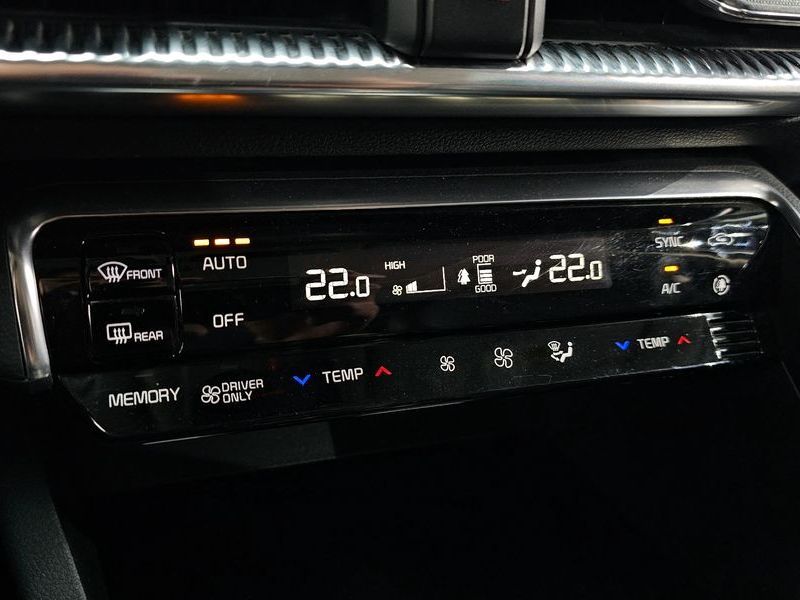 FRONT
AUTO
22.0
HIGH
POOR
GOOD
22.0
SYNC
A/C
REAR
OFF
MEMORY
DRIVER
ONLY
TEMP
TEMP